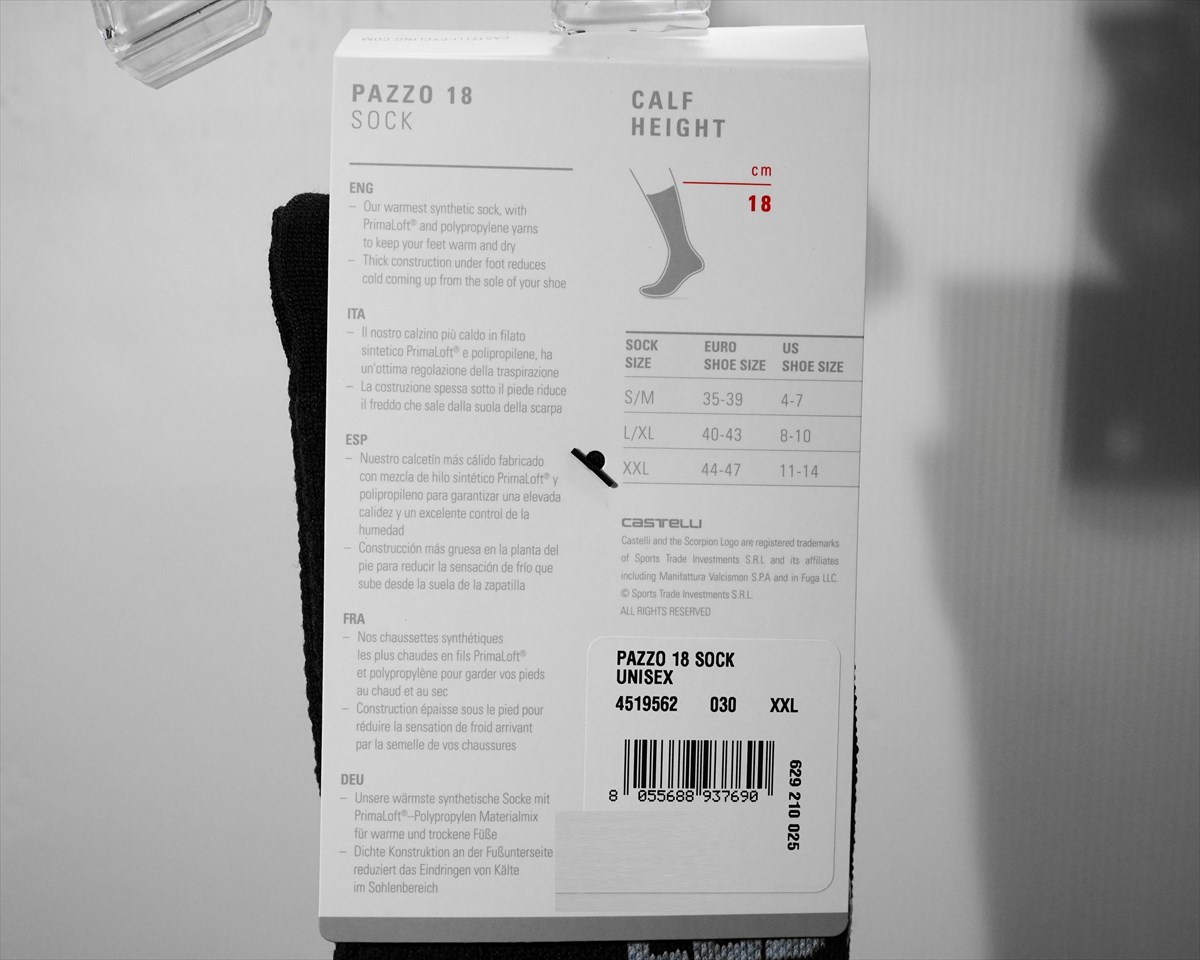 CASTELLI-CYCLING.COM
PAZZO 18
SOCK
ENG
– Our warmest synthetic sock, with
PrimaLoft® and polypropylene yarns
to keep your feet warm and dry
– Thick construction under foot reduces
cold coming up from the sole of your shoe
ITA
– Il nostro calzino più caldo in filato
sintetico PrimaLoft® e polipropilene, ha
un'ottima regolazione della traspirazione
– La costruzione spessa sotto il piede riduce
il freddo che sale dalla suola della scarpa
ESP
– Nuestro calcetín más cálido fabricado
con mezcla de hilo sintético PrimaLoft® y
polipropileno para garantizar una elevada
calidez y un excelente control de la
humedad
– Construcción más gruesa en la planta del
pie para reducir la sensación de frío que
sube desde la suela de la zapatilla
FRA
– Nos chaussettes synthétiques
les plus chaudes en fils PrimaLoft®
et polypropylène pour garder vos pieds
au chaud et au sec
– Construction épaisse sous le pied pour
réduire la sensation de froid arrivant
par la semelle de vos chaussures
DEU
– Unsere wärmste synthetische Socke mit
PrimaLoft®–Polypropylen Materialmix
für warme und trockene Füße
– Dichte Konstruktion an der Fußunterseite
reduziert das Eindringen von Kälte
im Sohlenbereich
CALF
HEIGHT
cm
18
SOCK SIZE EURO SHOE SIZE US SHOE SIZE
S/M 35-39 4-7
L/XL 40-43 8-10
XXL 44-47 11-14
castelli
Castelli and the Scorpion Logo are registered trademarks
of Sports Trade Investments S.R.L and its affiliates
including Manifattura Valcismon S.P.A and in Fuga LLC.
© Sports Trade Investments S.R.L.
ALL RIGHTS RESERVED
PAZZO 18 SOCK
UNISEX
4519562 030 XXL
8 055688 937690
629 210 025